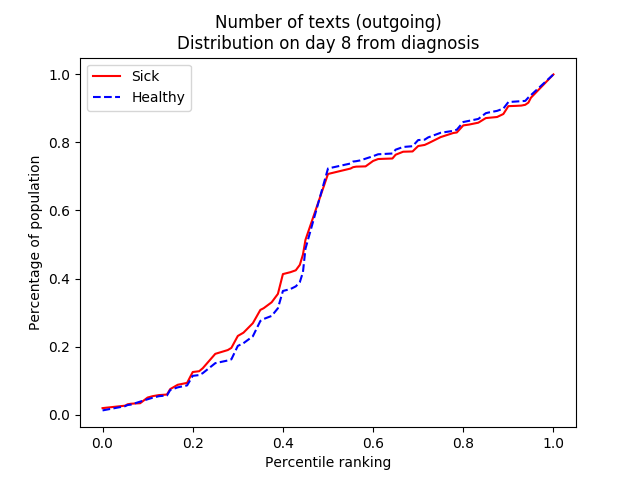 Number of texts (outgoing)
Distribution on day 8 from diagnosis
Sick
Healthy
Percentage of population
1.0
0.8
0.6
0.4
0.2
0.0
0.0 0.2 0.4 0.6 0.8 1.0
Percentile ranking